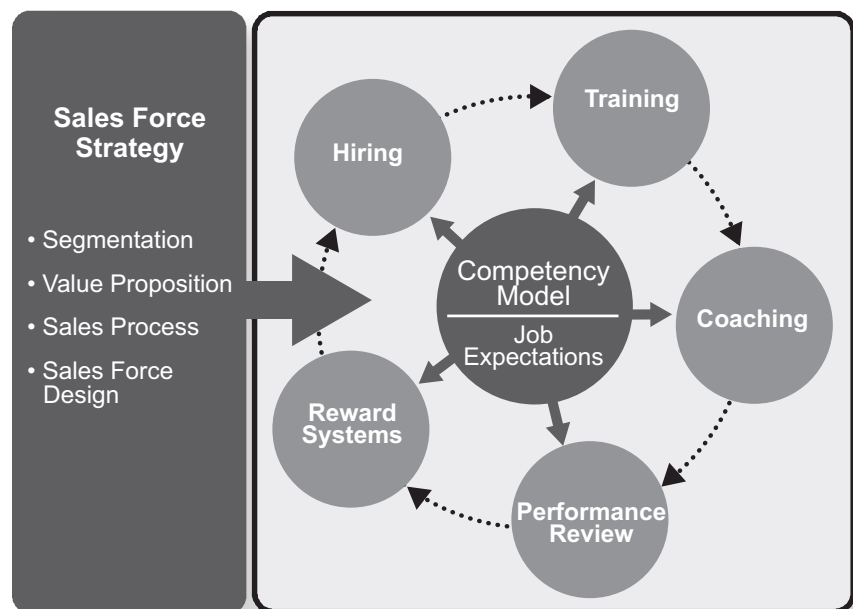 Sales Force
Strategy
• Segmentation
• Value Proposition
• Sales Process
• Sales Force
Design
Hiring
Training
Competency
Model
Job
Expectations
Coaching
Reward
Systems
Performance
Review